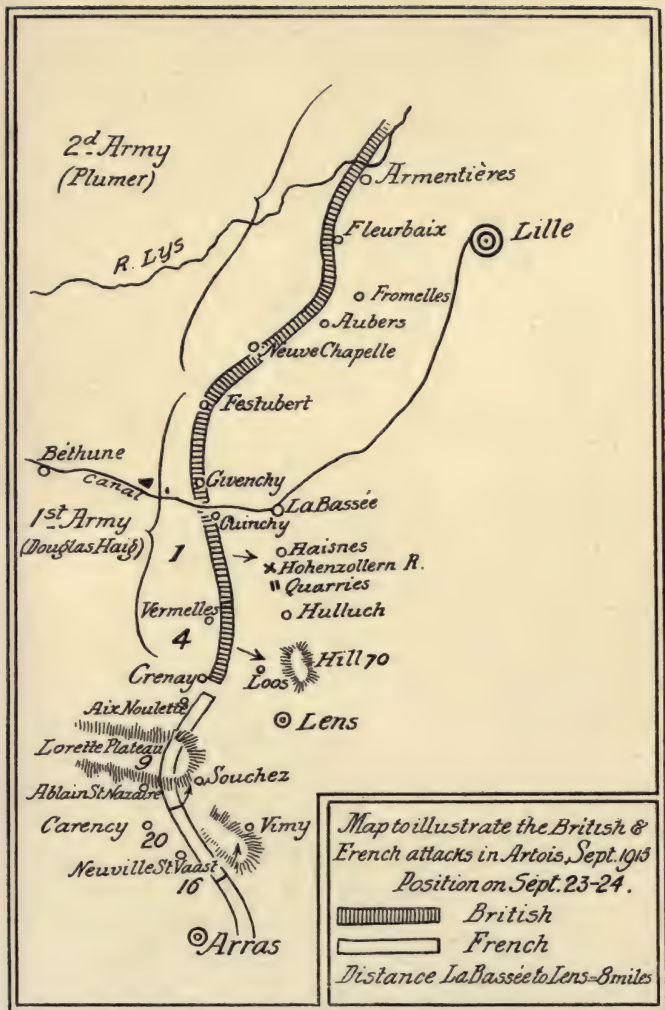 2d Army
(Plumer)
Armentières
R. Lys
Fleurbaix
Lille
Fromelles
Aubers
Neuve Chapelle
Festubert
Béthune
Canal
Givenchy
La Bassée
Cuinchy
1st Army
(Douglas Haig)
1
Haisnes
Hohenzollern R.
Quarries
Vermelles
Hulluch
4
Hill 70
Grenay
Loos
Aix Noulette
Lens
Lorette Plateau
9
Souchez
Ablain St Nazaire
Carency
20
Vimy
Neuville St Vaast
16
Arras
Map to illustrate the British &
French attacks in Artois, Sept. 1915
Position on Sept. 23-24.
British
French
Distance La Bassée to Lens=8 miles